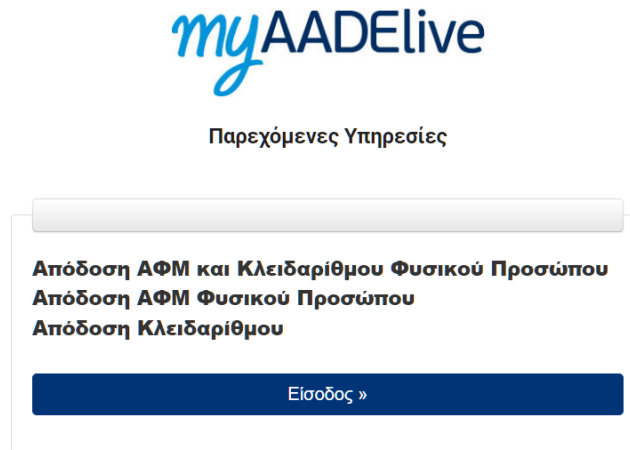 myAADElive
Παρεχόμενες Υπηρεσίες
Απόδοση ΑΦΜ και Κλειδαρίθμου Φυσικού Προσώπου
Απόδοση ΑΦΜ Φυσικού Προσώπου
Απόδοση Κλειδαρίθμου
Είσοδος »